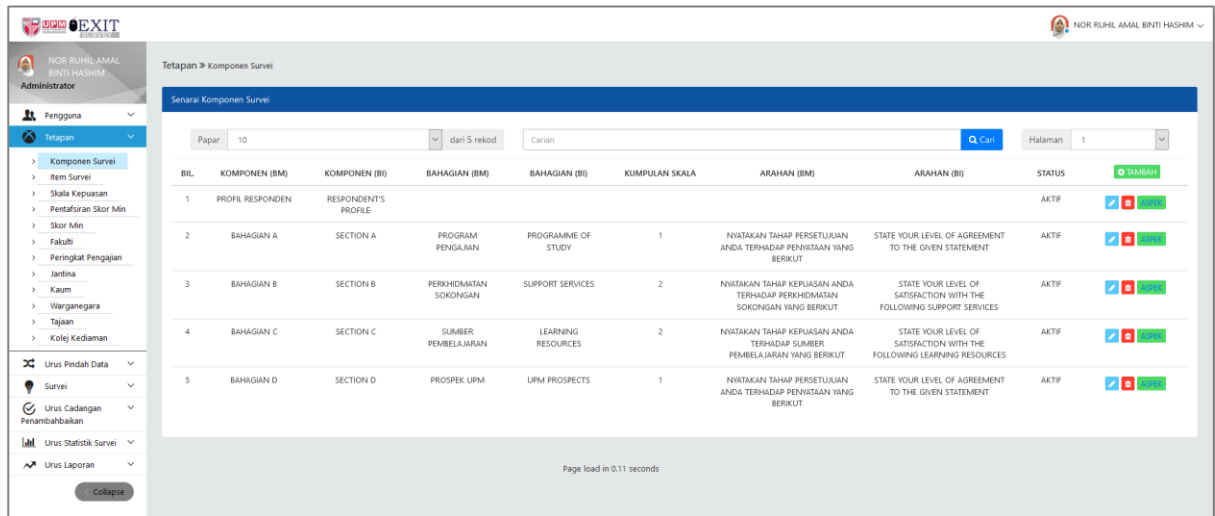 UPM EXIT
NOR RUHIL AMAL BINTI HASHIM
NOR RUHIL AMAL
BINTI HASHIM
Administrator
Pengguna
Tetapan
Komponen Survei
Item Survei
Skala Kepuasan
Pentafsiran Skor Min
Skor Min
Fakulti
Peringkat Pengajian
Jantina
Kaum
Warganegara
Tajaan
Kolej Kediaman
Urus Pindah Data
Survei
Urus Cadangan
Penambahbaikan
Urus Statistik Survei
Urus Laporan
Collapse
Tetapan » Komponen Survei
Senarai Komponen Survei
Papar 10 dari 5 rekod Carian Cari Halaman 1
BIL. KOMPONEN (BM) KOMPONEN (BI) BAHAGIAN (BM) BAHAGIAN (BI) KUMPULAN SKALA ARAHAN (BM) ARAHAN (BI) STATUS TAMBAH
1 PROFIL RESPONDEN RESPONDENT'S AKTIF ASPEK
PROFILE
2 BAHAGIAN A SECTION A PROGRAM PROGRAMME OF 1 NYATAKAN TAHAP PERSETUJUAN STATE YOUR LEVEL OF AGREEMENT AKTIF ASPEK
PENGAJIAN STUDY ANDA TERHADAP PENYATAAN YANG TO THE GIVEN STATEMENT
BERIKUT
3 BAHAGIAN B SECTION B PERKHIDMATAN SUPPORT SERVICES 2 NYATAKAN TAHAP KEPUASAN ANDA STATE YOUR LEVEL OF AKTIF ASPEK
SOKONGAN TERHADAP PERKHIDMATAN SATISFACTION WITH THE
SOKONGAN YANG BERIKUT FOLLOWING SUPPORT SERVICES
4 BAHAGIAN C SECTION C SUMBER LEARNING 2 NYATAKAN TAHAP KEPUASAN ANDA STATE YOUR LEVEL OF AKTIF ASPEK
PEMBELAJARAN RESOURCES TERHADAP SUMBER SATISFACTION WITH THE
PEMBELAJARAN YANG BERIKUT FOLLOWING LEARNING RESOURCES
5 BAHAGIAN D SECTION D PROSPEK UPM UPM PROSPECTS 1 NYATAKAN TAHAP PERSETUJUAN STATE YOUR LEVEL OF AGREEMENT AKTIF ASPEK
ANDA TERHADAP PENYATAAN YANG TO THE GIVEN STATEMENT
BERIKUT
Page load in 0.11 seconds